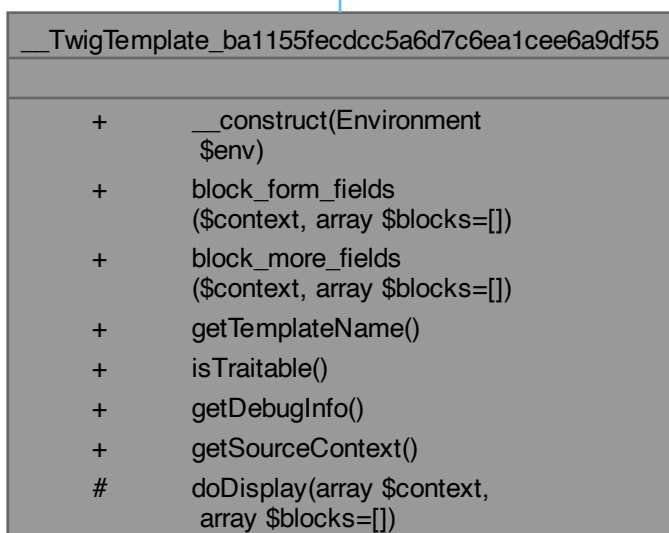 __TwigTemplate_ba1155fecdcc5a6d7c6ea1cee6a9df55
+ __construct(Environment
$env)
+ block_form_fields
($context, array $blocks=[])
+ block_more_fields
($context, array $blocks=[])
+ getTemplateName()
+ isTraitable()
+ getDebugInfo()
+ getSourceContext()
# doDisplay(array $context,
array $blocks=[])